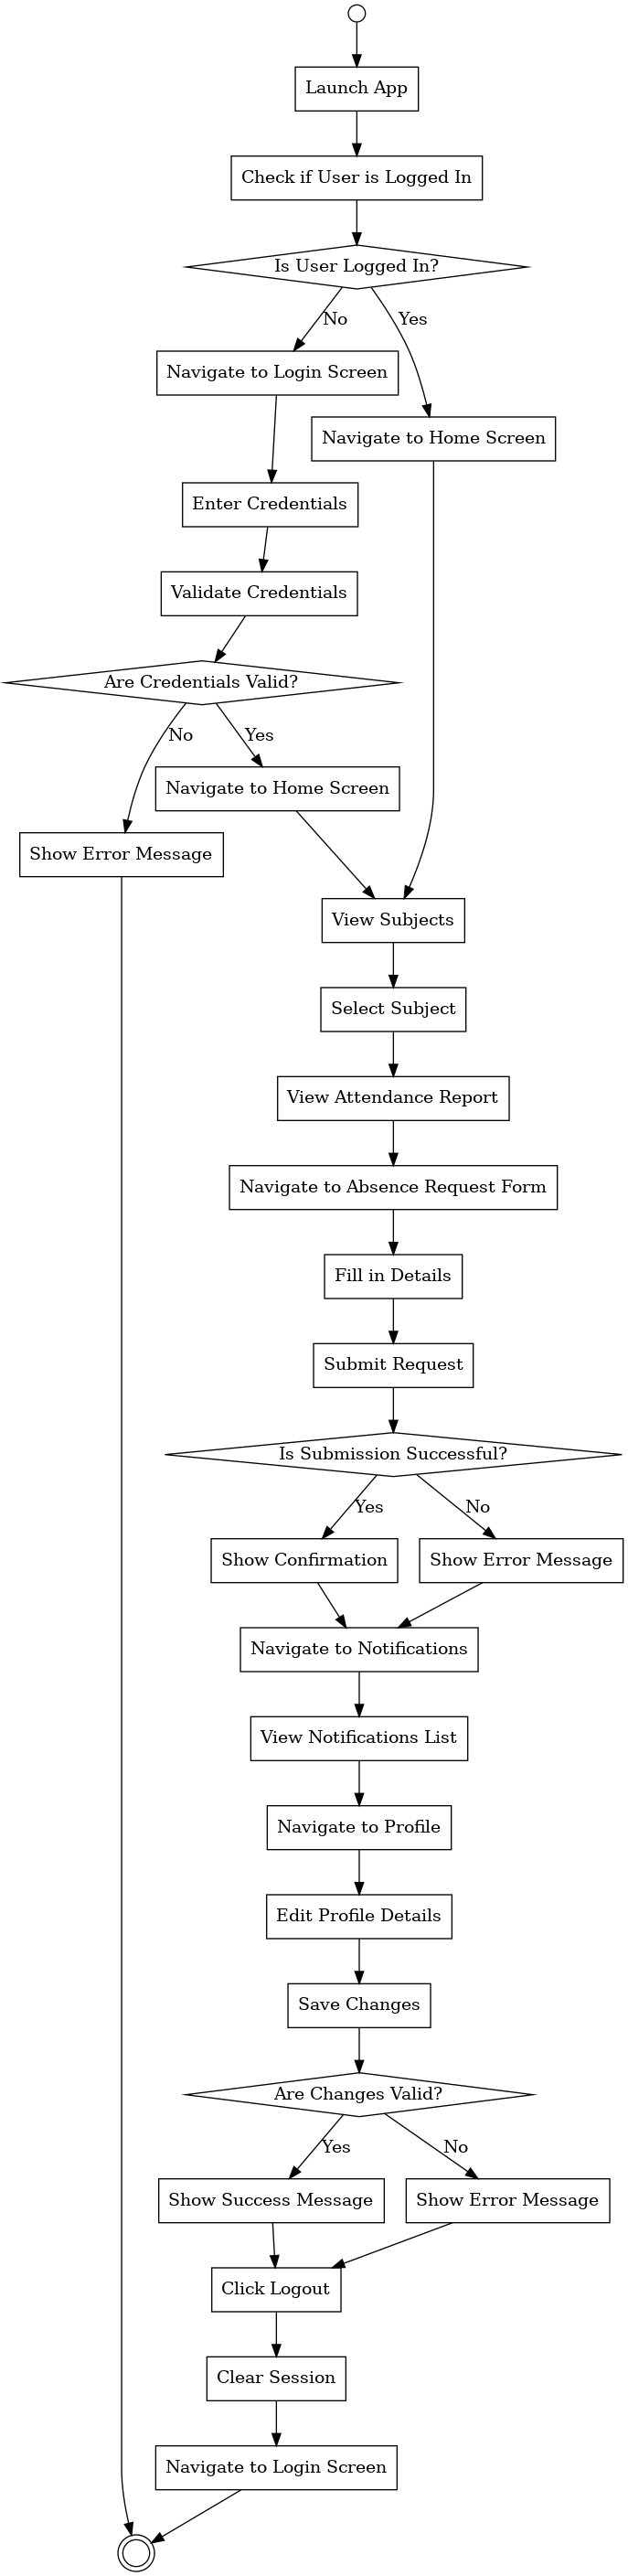 Launch App
Check if User is Logged In
Is User Logged In?
No
Yes
Navigate to Login Screen
Navigate to Home Screen
Enter Credentials
Validate Credentials
Are Credentials Valid?
No
Yes
Navigate to Home Screen
Show Error Message
View Subjects
Select Subject
View Attendance Report
Navigate to Absence Request Form
Fill in Details
Submit Request
Is Submission Successful?
Yes
No
Show Confirmation
Show Error Message
Navigate to Notifications
View Notifications List
Navigate to Profile
Edit Profile Details
Save Changes
Are Changes Valid?
Yes
No
Show Success Message
Show Error Message
Click Logout
Clear Session
Navigate to Login Screen